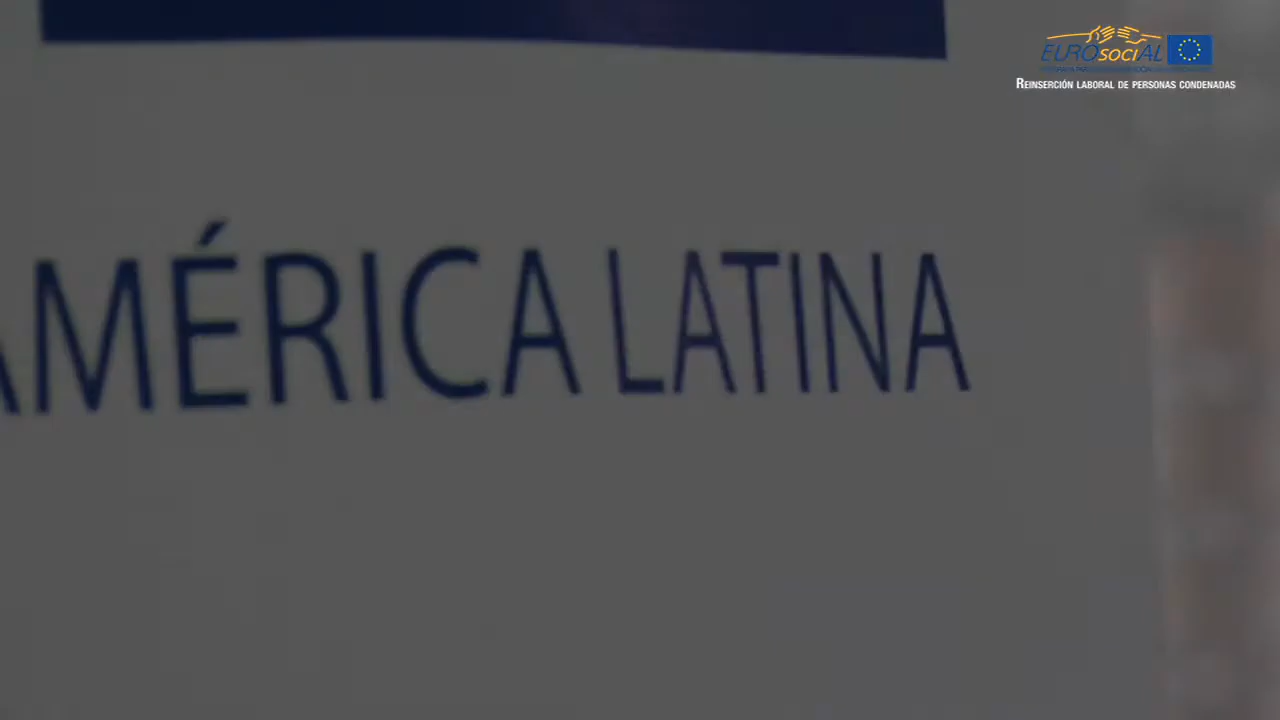 EUROsociAL
REINSERCIÓN LABORAL DE PERSONAS CONDENADAS
AMÉRICA LATINA